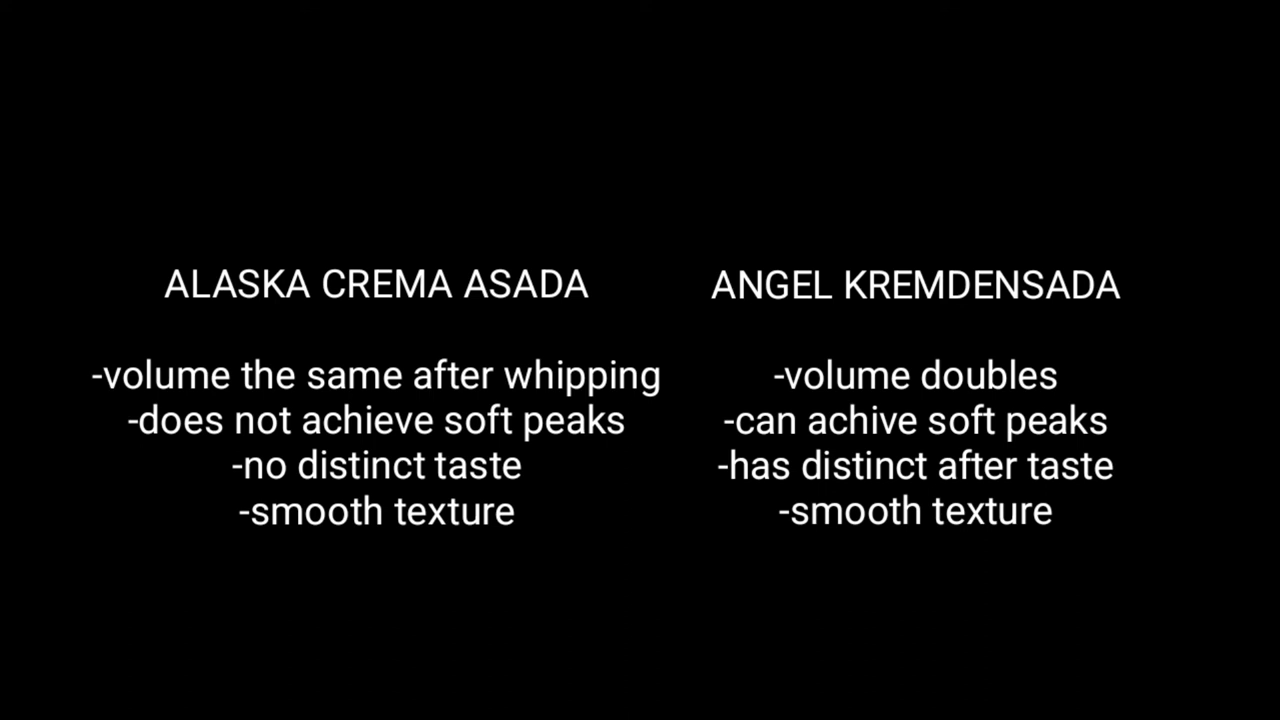 ALASKA CREMA ASADA
-volume the same after whipping
-does not achieve soft peaks
-no distinct taste
-smooth texture
ANGEL KREMDENSADA
-volume doubles
-can achive soft peaks
-has distinct after taste
-smooth texture